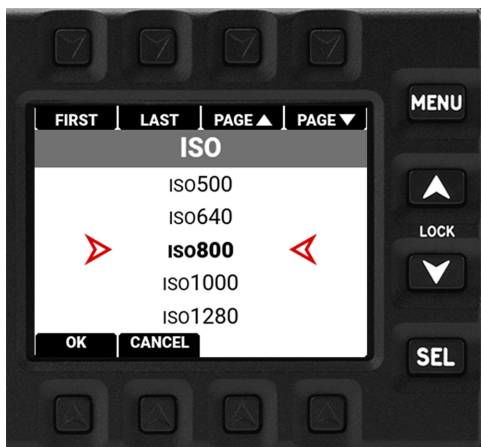 MENU
FIRST LAST PAGE▲ PAGE▼
ISO
ISO500
ISO640
LOCK
ISO800
ISO1000
ISO1280
OK CANCEL
SEL